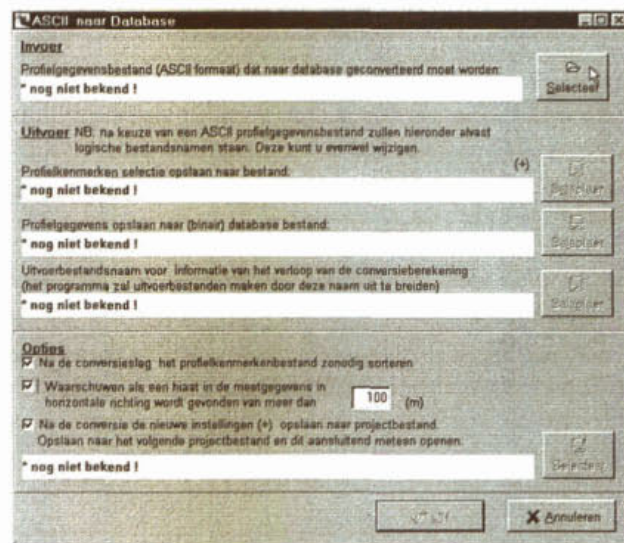 ASCII naar Database
Invoer
Profielgegevensbestand (ASCII formaat) dat naar database geconverteerd moet worden:
* nog niet bekend !
Selecteer
Uitvoer NB: na keuze van een ASCII profielgegevensbestand zullen hieronder alvast
logische bestandsnamen staan. Deze kunt u evenwel wijzigen.
Profielkenmerken selectie opslaan naar bestand:
(+)
* nog niet bekend !
Profielgegevens opslaan naar (binair) database bestand:
* nog niet bekend !
Uitvoerbestandsnaam voor informatie van het verloop van de conversieberekening :
(het programma zal uitvoerbestanden maken door deze naam uit te breiden)
* nog niet bekend !
Opties
Na de conversieslag het profielkenmerkenbestand zonodig sorteren
Waarschuwen als een hiaat in de meetgegevens in
horizontale richting wordt gevonden van meer dan 100 (m)
Na de conversie de nieuwe instellingen (+) opslaan naar projectbestand.
Opslaan naar het volgende projectbestand en dit aansluitend meteen openen:
* nog niet bekend !
Selecteer
Annuleren